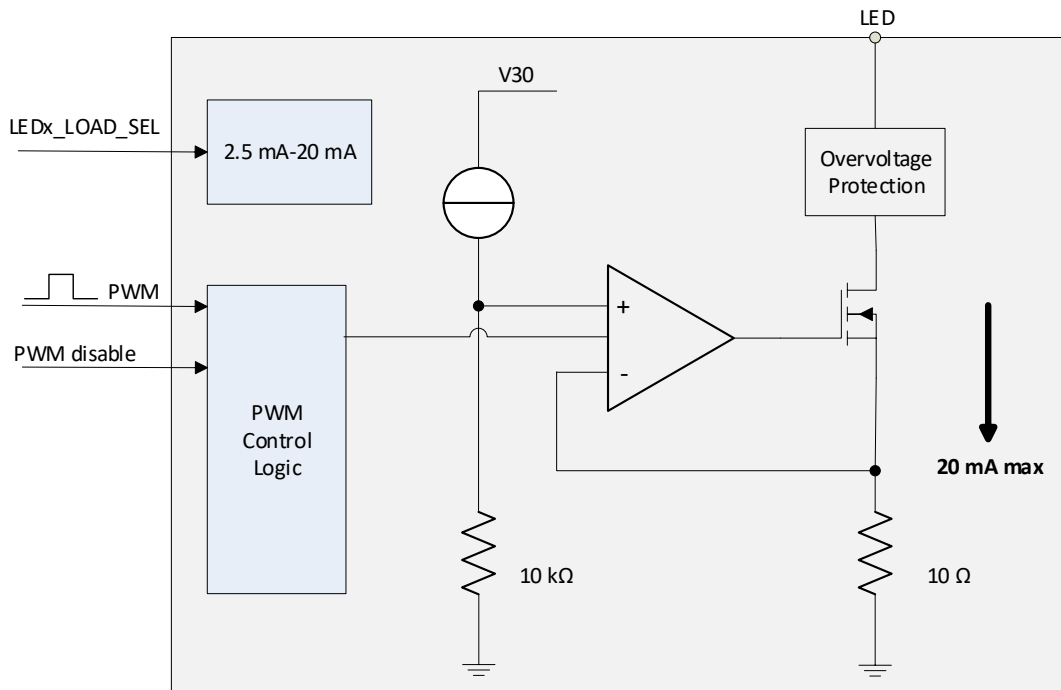 LED
V30
LEDx_LOAD_SEL
2.5 mA-20 mA
Overvoltage
Protection
PWM
+
PWM disable
-
PWM
Control
Logic
20 mA max
10 kΩ
10 Ω